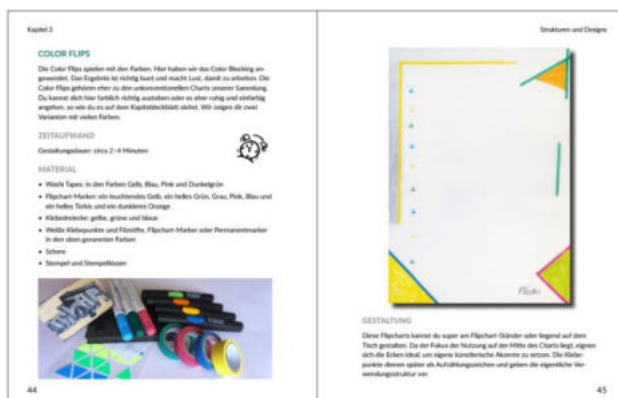 Kapitel 3
COLOR FLIPS
Die Color Flips spielen mit den Farben. Hier haben wir das Color Blocking an-
gewendet. Das Ergebnis ist richtig bunt und macht Lust, damit zu arbeiten. Die
Color Flips gehören eher zu den unkonventionellen Charts unserer Sammlung.
Du kannst dich hier farblich richtig austoben oder es eher ruhig und einfarbig
angehen, so wie du es auf dem Kapiteldeckblatt siehst. Wir zeigen dir zwei
Varianten mit vielen Farben.
ZEITAUFWAND
Gestaltungsdauer: circa 2–4 Minuten
MATERIAL
• Washi Tapes: in den Farben Gelb, Blau, Pink und Dunkelgrün
• Flipchart-Marker: ein leuchtendes Gelb, ein helles Grün, Grau, Pink, Blau und
ein helles Türkis und ein dunkleres Orange
• Klebedreiecke: gelbe, grüne und blaue
• Weiße Klebepunkte und Filzstifte, Flipchart-Marker oder Permanentmarker
in den oben genannten Farben
• Schere
• Stempel und Stempelkissen
44
Strukturen und Designs
GESTALTUNG
Diese Flipcharts kannst du super am Flipchart-Ständer oder liegend auf dem
Tisch gestalten. Da der Fokus der Nutzung auf der Mitte des Charts liegt, eignen
sich die Ecken ideal, um eigene künstlerische Akzente zu setzen. Die Klebe-
punkte dienen später als Aufzählungszeichen und geben die eigentliche Ver-
wendungsstruktur vor.
45